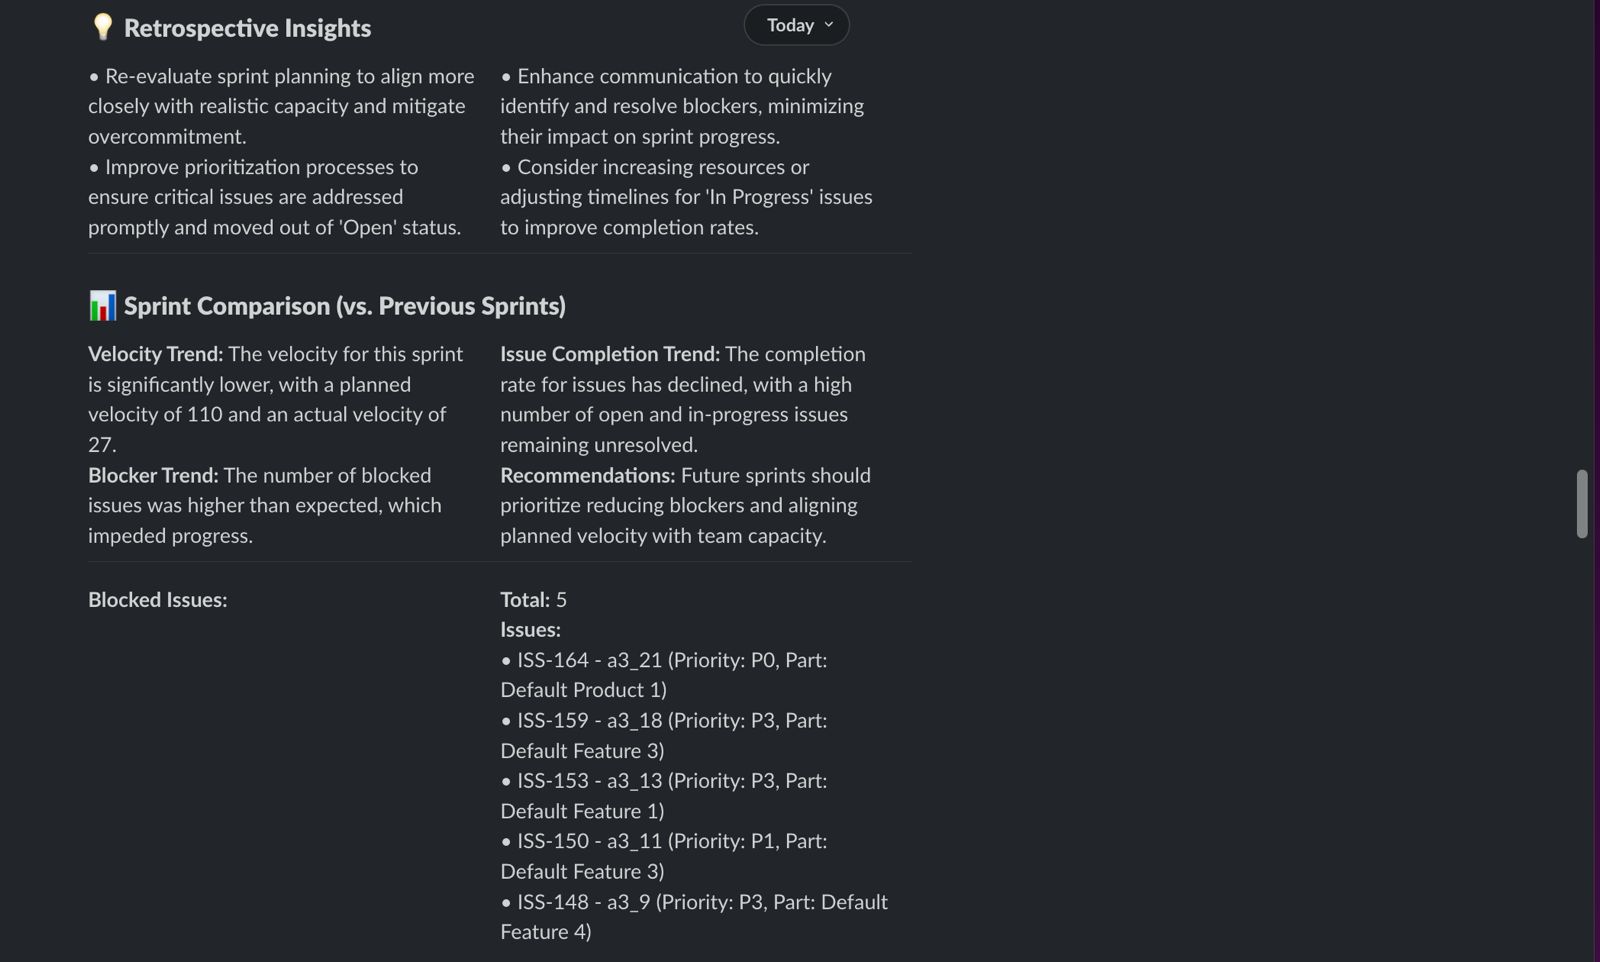 💡 Retrospective Insights
Today
• Re-evaluate sprint planning to align more
closely with realistic capacity and mitigate
overcommitment.
• Improve prioritization processes to
ensure critical issues are addressed
promptly and moved out of 'Open' status.
• Enhance communication to quickly
identify and resolve blockers, minimizing
their impact on sprint progress.
• Consider increasing resources or
adjusting timelines for 'In Progress' issues
to improve completion rates.
📊 Sprint Comparison (vs. Previous Sprints)
Velocity Trend: The velocity for this sprint
is significantly lower, with a planned
velocity of 110 and an actual velocity of
27.
Blocker Trend: The number of blocked
issues was higher than expected, which
impeded progress.
Issue Completion Trend: The completion
rate for issues has declined, with a high
number of open and in-progress issues
remaining unresolved.
Recommendations: Future sprints should
prioritize reducing blockers and aligning
planned velocity with team capacity.
Blocked Issues:
Total: 5
Issues:
• ISS-164 - a3_21 (Priority: P0, Part:
Default Product 1)
• ISS-159 - a3_18 (Priority: P3, Part:
Default Feature 3)
• ISS-153 - a3_13 (Priority: P3, Part:
Default Feature 1)
• ISS-150 - a3_11 (Priority: P1, Part:
Default Feature 3)
• ISS-148 - a3_9 (Priority: P3, Part: Default
Feature 4)